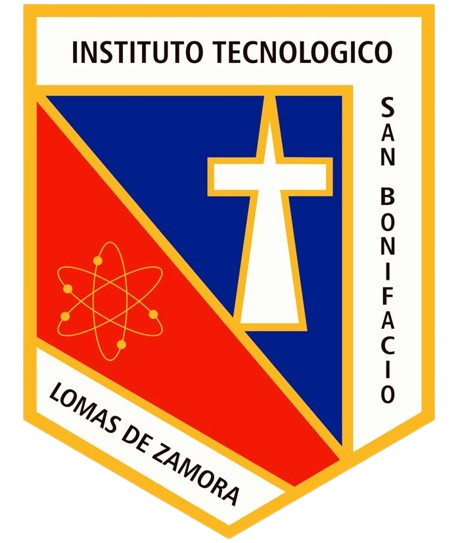 INSTITUTO TECNOLOGICO
SAN BONIFACIO
LOMAS DE ZAMORA